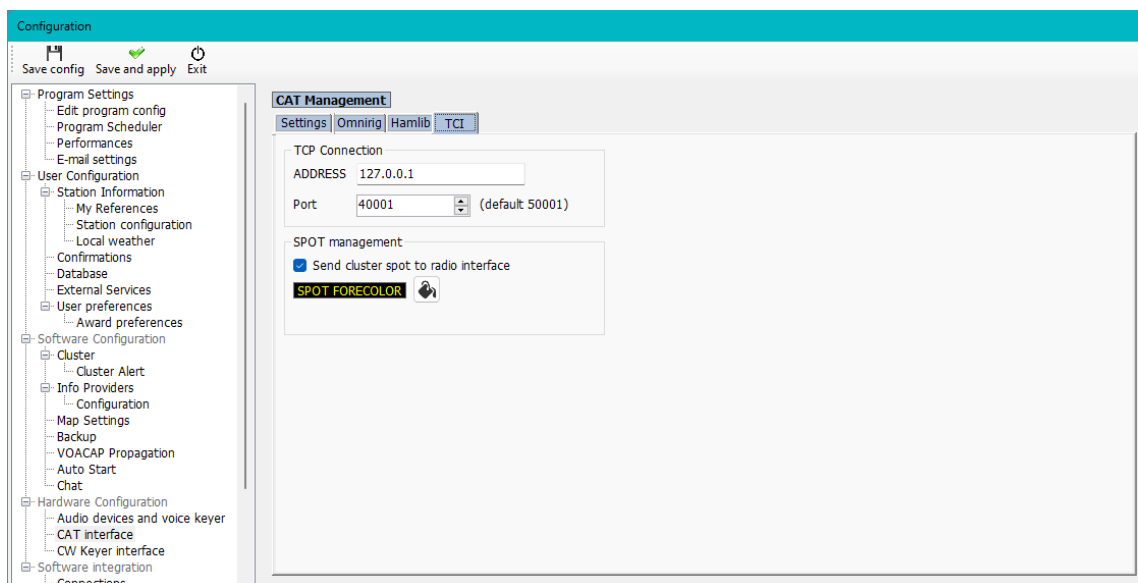 Configuration
Save config Save and apply Exit
Program Settings
Edit program config
Program Scheduler
Performances
E-mail settings
User Configuration
Station Information
My References
Station configuration
Local weather
Confirmations
Database
External Services
User preferences
Award preferences
Software Configuration
Cluster
Cluster Alert
Info Providers
Configuration
Map Settings
Backup
VOACAP Propagation
Auto Start
Chat
Hardware Configuration
Audio devices and voice keyer
CAT interface
CW Keyer interface
Software integration
Connections
CAT Management
Settings Omnirig Hamlib TCI
TCP Connection
ADDRESS 127.0.0.1
Port 40001 (default 50001)
SPOT management
Send cluster spot to radio interface
SPOT FORECOLOR